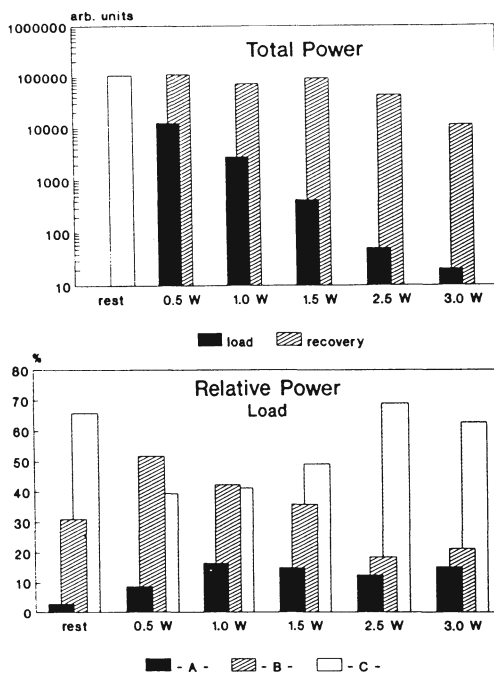 arb. units
1000000
Total Power
100000
10000
1000
100
10
rest 0.5 W 1.0 W 1.5 W 2.5 W 3.0 W
load recovery
%
80
Relative Power
Load
70
60
50
40
30
20
10
0
rest 0.5 W 1.0 W 1.5 W 2.5 W 3.0 W
- A - - B - - C -